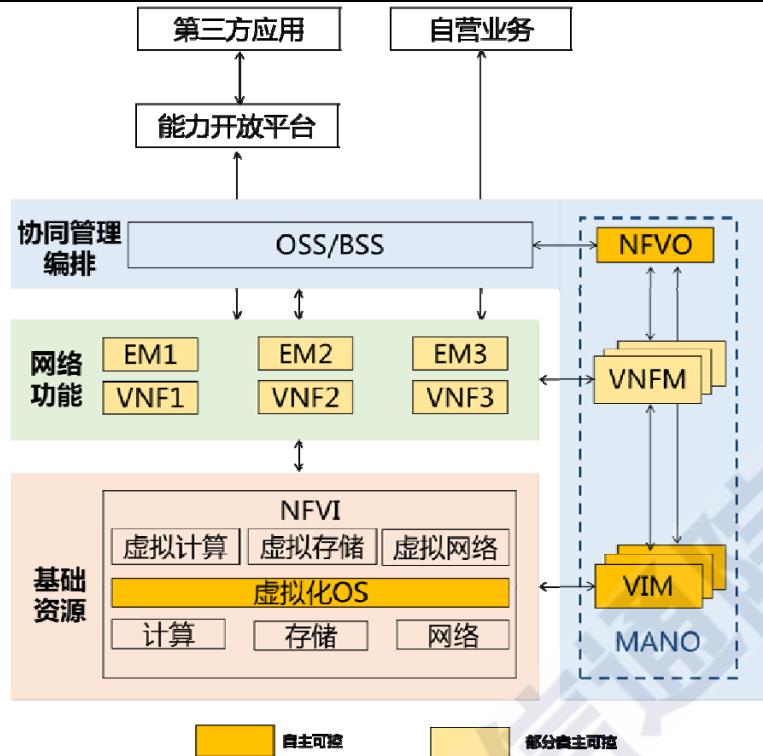 第三方应用
自营业务
能力开放平台
协同管理
编排
OSS/BSS
NFVO
网络
功能
EM1
EM2
EM3
VNF1
VNF2
VNF3
VNFM
基础
资源
NFVI
虚拟计算
虚拟存储
虚拟网络
虚拟化OS
计算
存储
网络
VIM
MANO
自主可控
部分自主可控
信通院